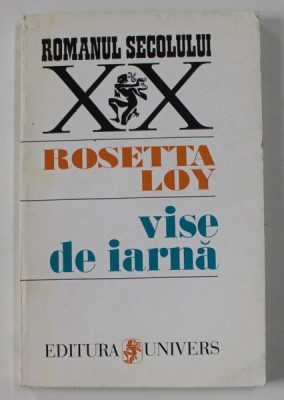 ROMANUL SECOLULUI
XX
ROSETTA
LOY
vise
de iarnă
EDITURA UNIVERS